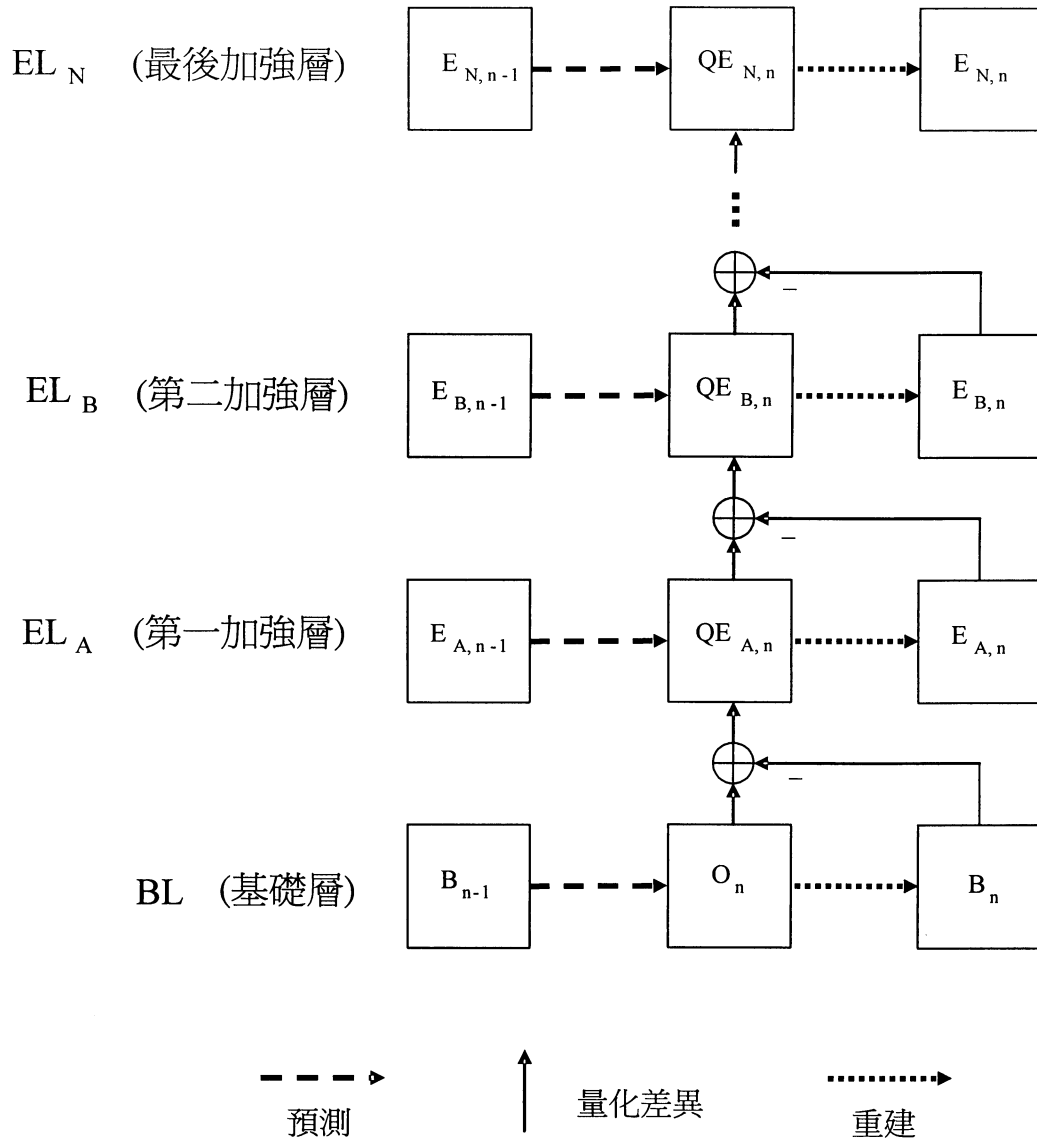 EL N (最後加強層) E N, n-1 QE N, n E N, n
−
EL B (第二加強層) E B, n-1 QE B, n E B, n
−
EL A (第一加強層) E A, n-1 QE A, n E A, n
−
BL (基礎層) B n-1 O n B n
預測 量化差異 重建